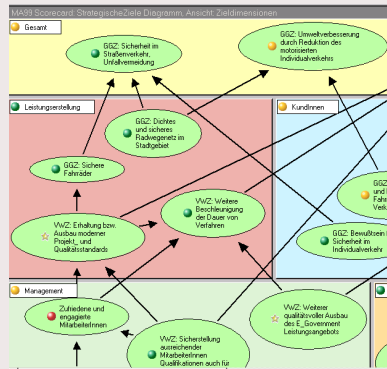 MA99 Scorecard: StrategischeZiele Diagramm, Ansicht: Zieldimensionen
Gesamt
GGZ: Sicherheit im
Straßenverkehr,
Unfallvermeidung
GGZ: Umweltverbesserung
durch Reduktion des
motorisierten
Individualverkehrs
Leistungserstellung
KundInnen
GGZ: Dichtes
und sicheres
Radwegenetz im
Stadtgebiet
GGZ: Sichere
Fahrräder
GGZ
und
VWZ: Weitere
Beschleunigung
der Dauer von
Verfahren
VWZ: Erhaltung bzw.
Ausbau moderner
Projekt_ und
Qualitätsstandards
GGZ: Bewußtsein
Sicherheit im
Individualverkehr
Management
Zufriedene und
engagierte
MitarbeiterInnen
VWZ: Weiterer
qualitätsvoller Ausbau
des E_Government
Leistungsangebots
VWZ: Sicherstellung
ausreichender
MitarbeiterInnen
Qualifikationen auch für